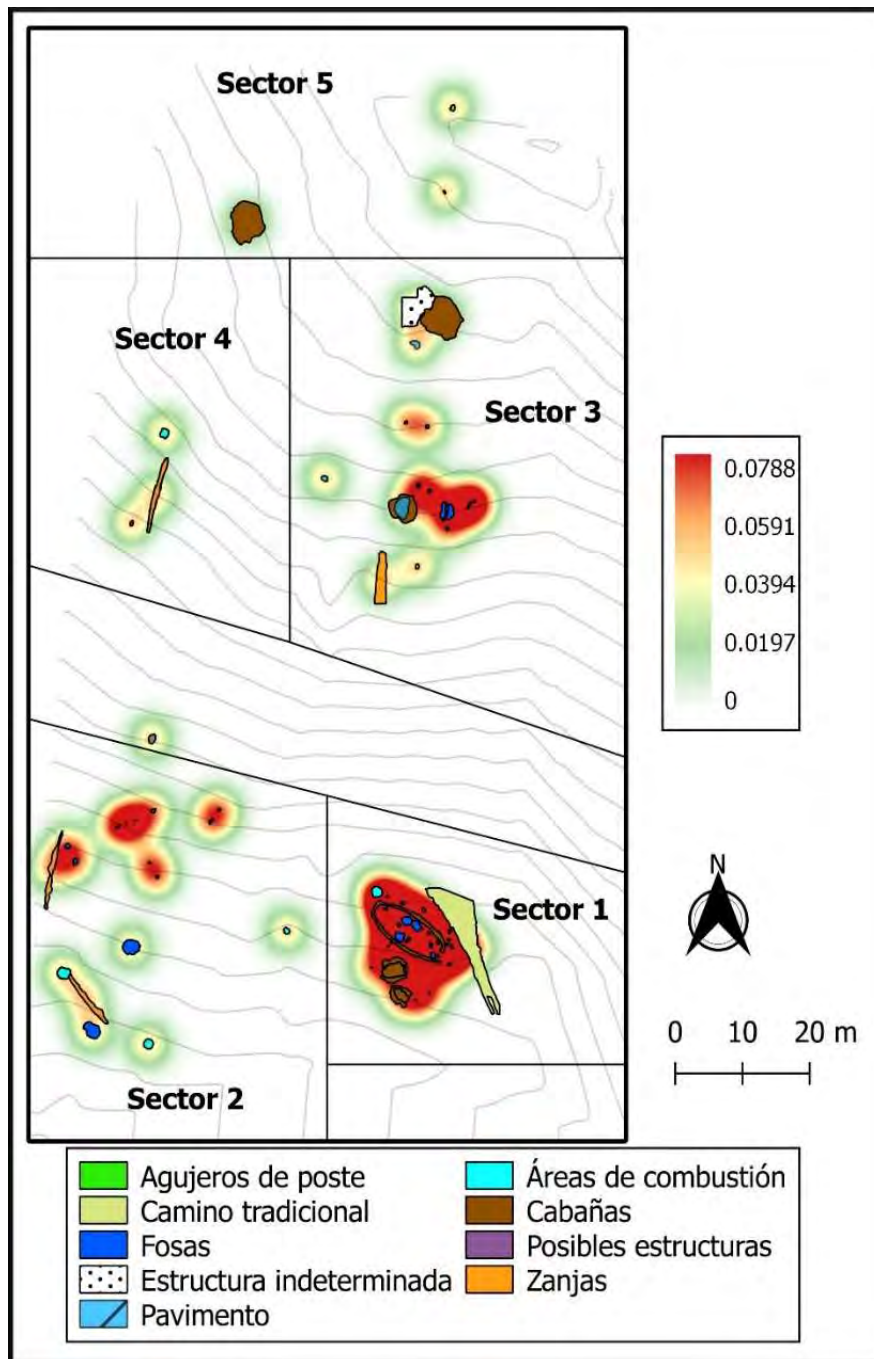 Sector 5
Sector 4
Sector 3
0.0788
0.0591
0.0394
0.0197
0
Sector 1
N
0 10 20 m
Sector 2
Agujeros de poste
Camino tradicional
Fosas
Estructura indeterminada
Pavimento
Áreas de combustión
Cabañas
Posibles estructuras
Zanjas